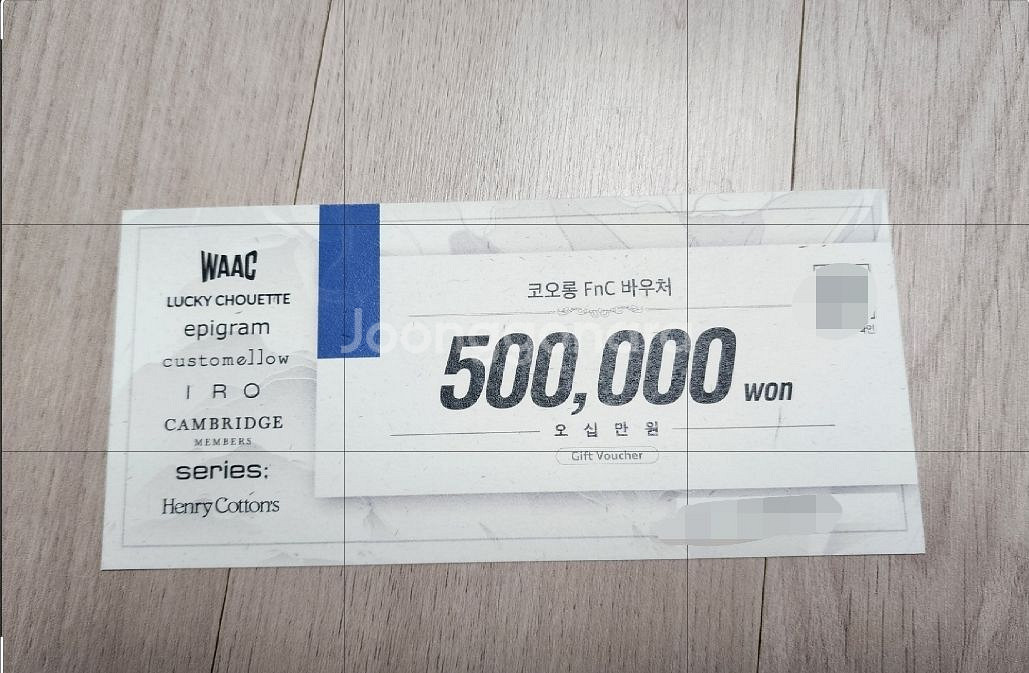 WAAC
LUCKY CHOUETTE
epigram
customellow
IRO
CAMBRIDGE
MEMBERS
series;
Henry Cotton's
코오롱 FnC 바우처
500,000 won
오십만원
Gift Voucher